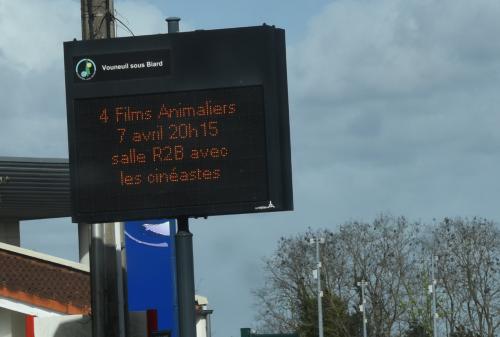 Vouneuil sous Biard
4 Films Animaliers
7 avril 20h15
salle R2B avec
les cinéastes